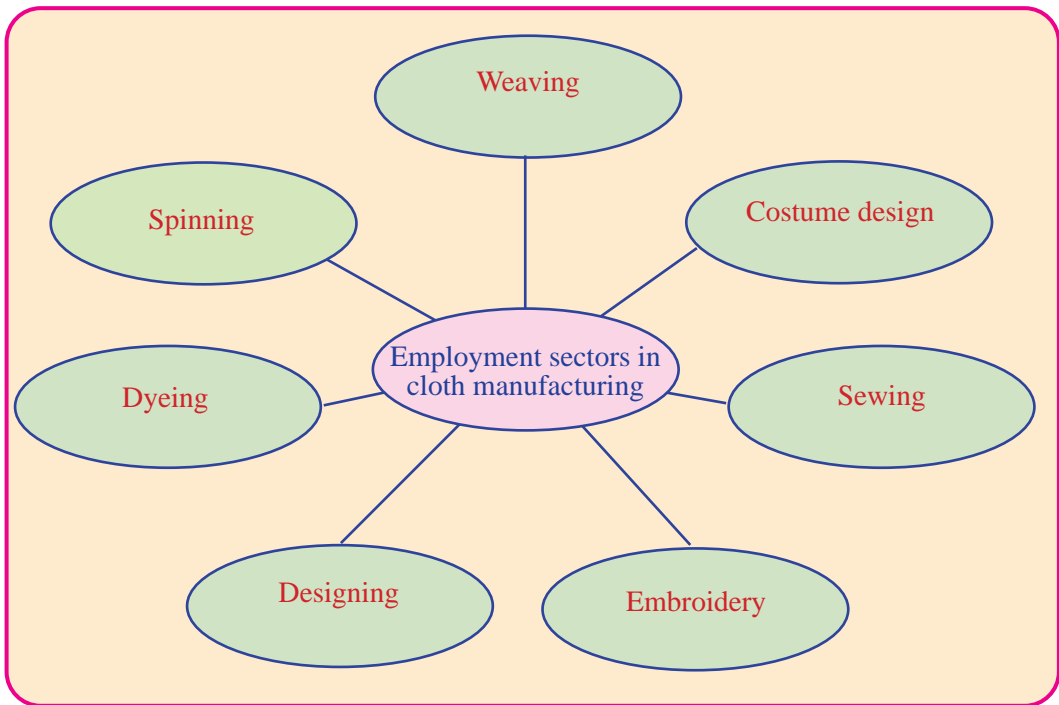 Weaving
Spinning
Costume design
Employment sectors in
cloth manufacturing
Dyeing
Sewing
Designing
Embroidery